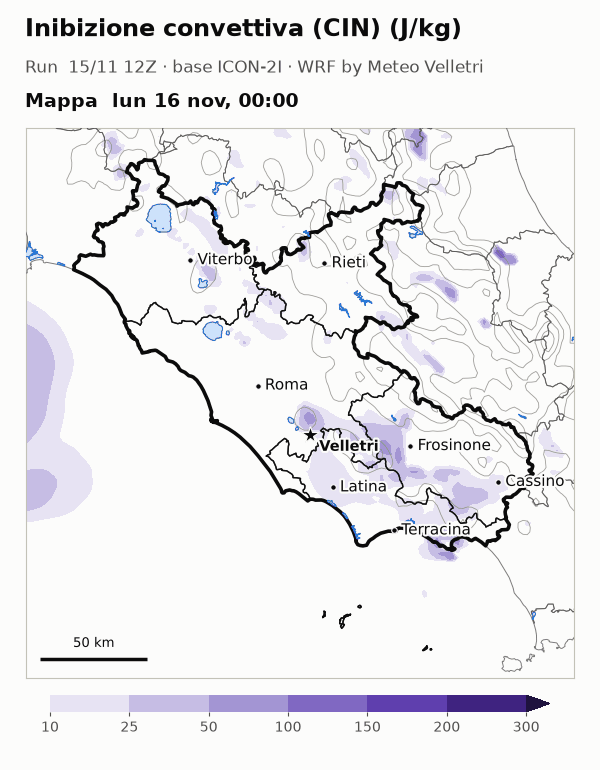 Inibizione convettiva (CIN) (J/kg)
Run  15/11 12Z · base ICON-2I · WRF by Meteo Velletri
Mappa  lun 16 nov, 00:00
Viterbo
Rieti
Roma
Velletri
Frosinone
Cassino
Latina
Terracina
50 km
10 25 50 100 150 200 300